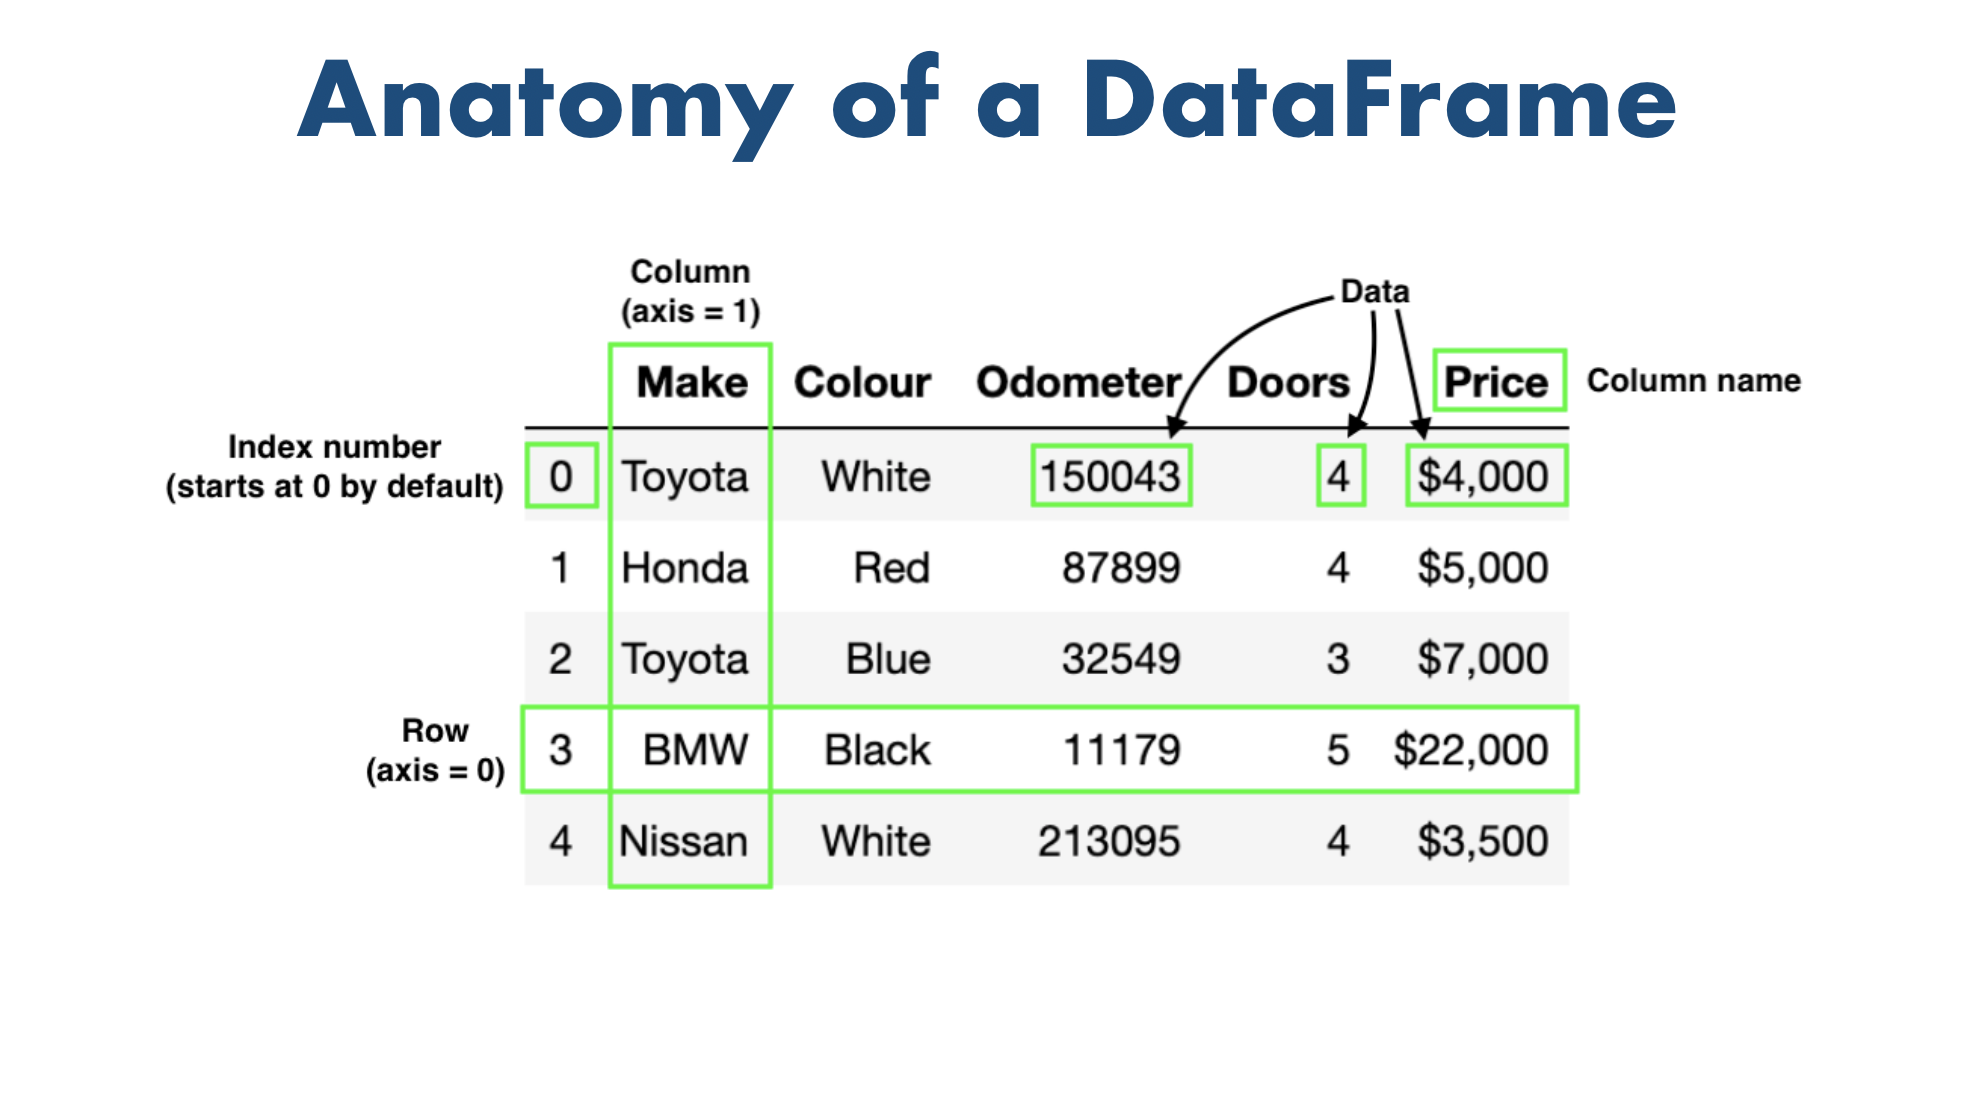 Anatomy of a DataFrame
Column
(axis = 1)
Data
Make Colour Odometer Doors Price Column name
Index number
(starts at 0 by default)
0 Toyota White 150043 4 $4,000
1 Honda Red 87899 4 $5,000
2 Toyota Blue 32549 3 $7,000
Row
(axis = 0)
3 BMW Black 11179 5 $22,000
4 Nissan White 213095 4 $3,500